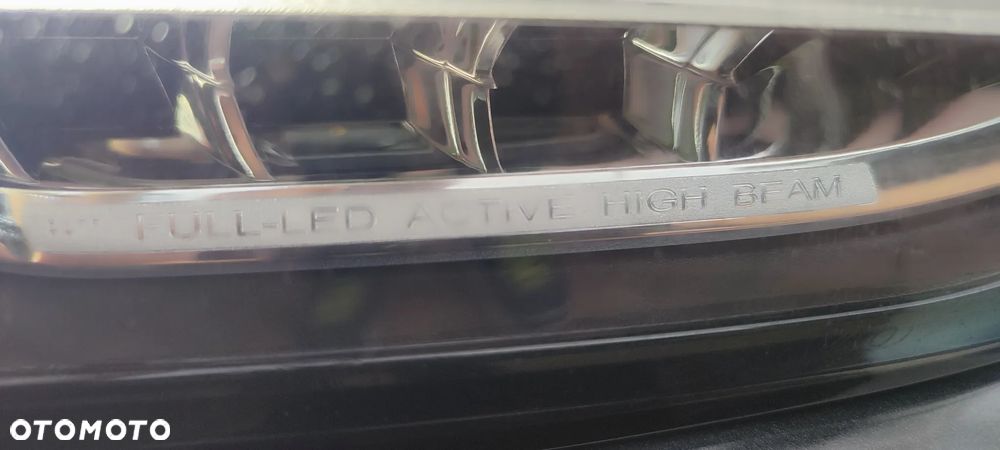 FULL-LED ACTIVE HIGH BEAM
OTOMOTO